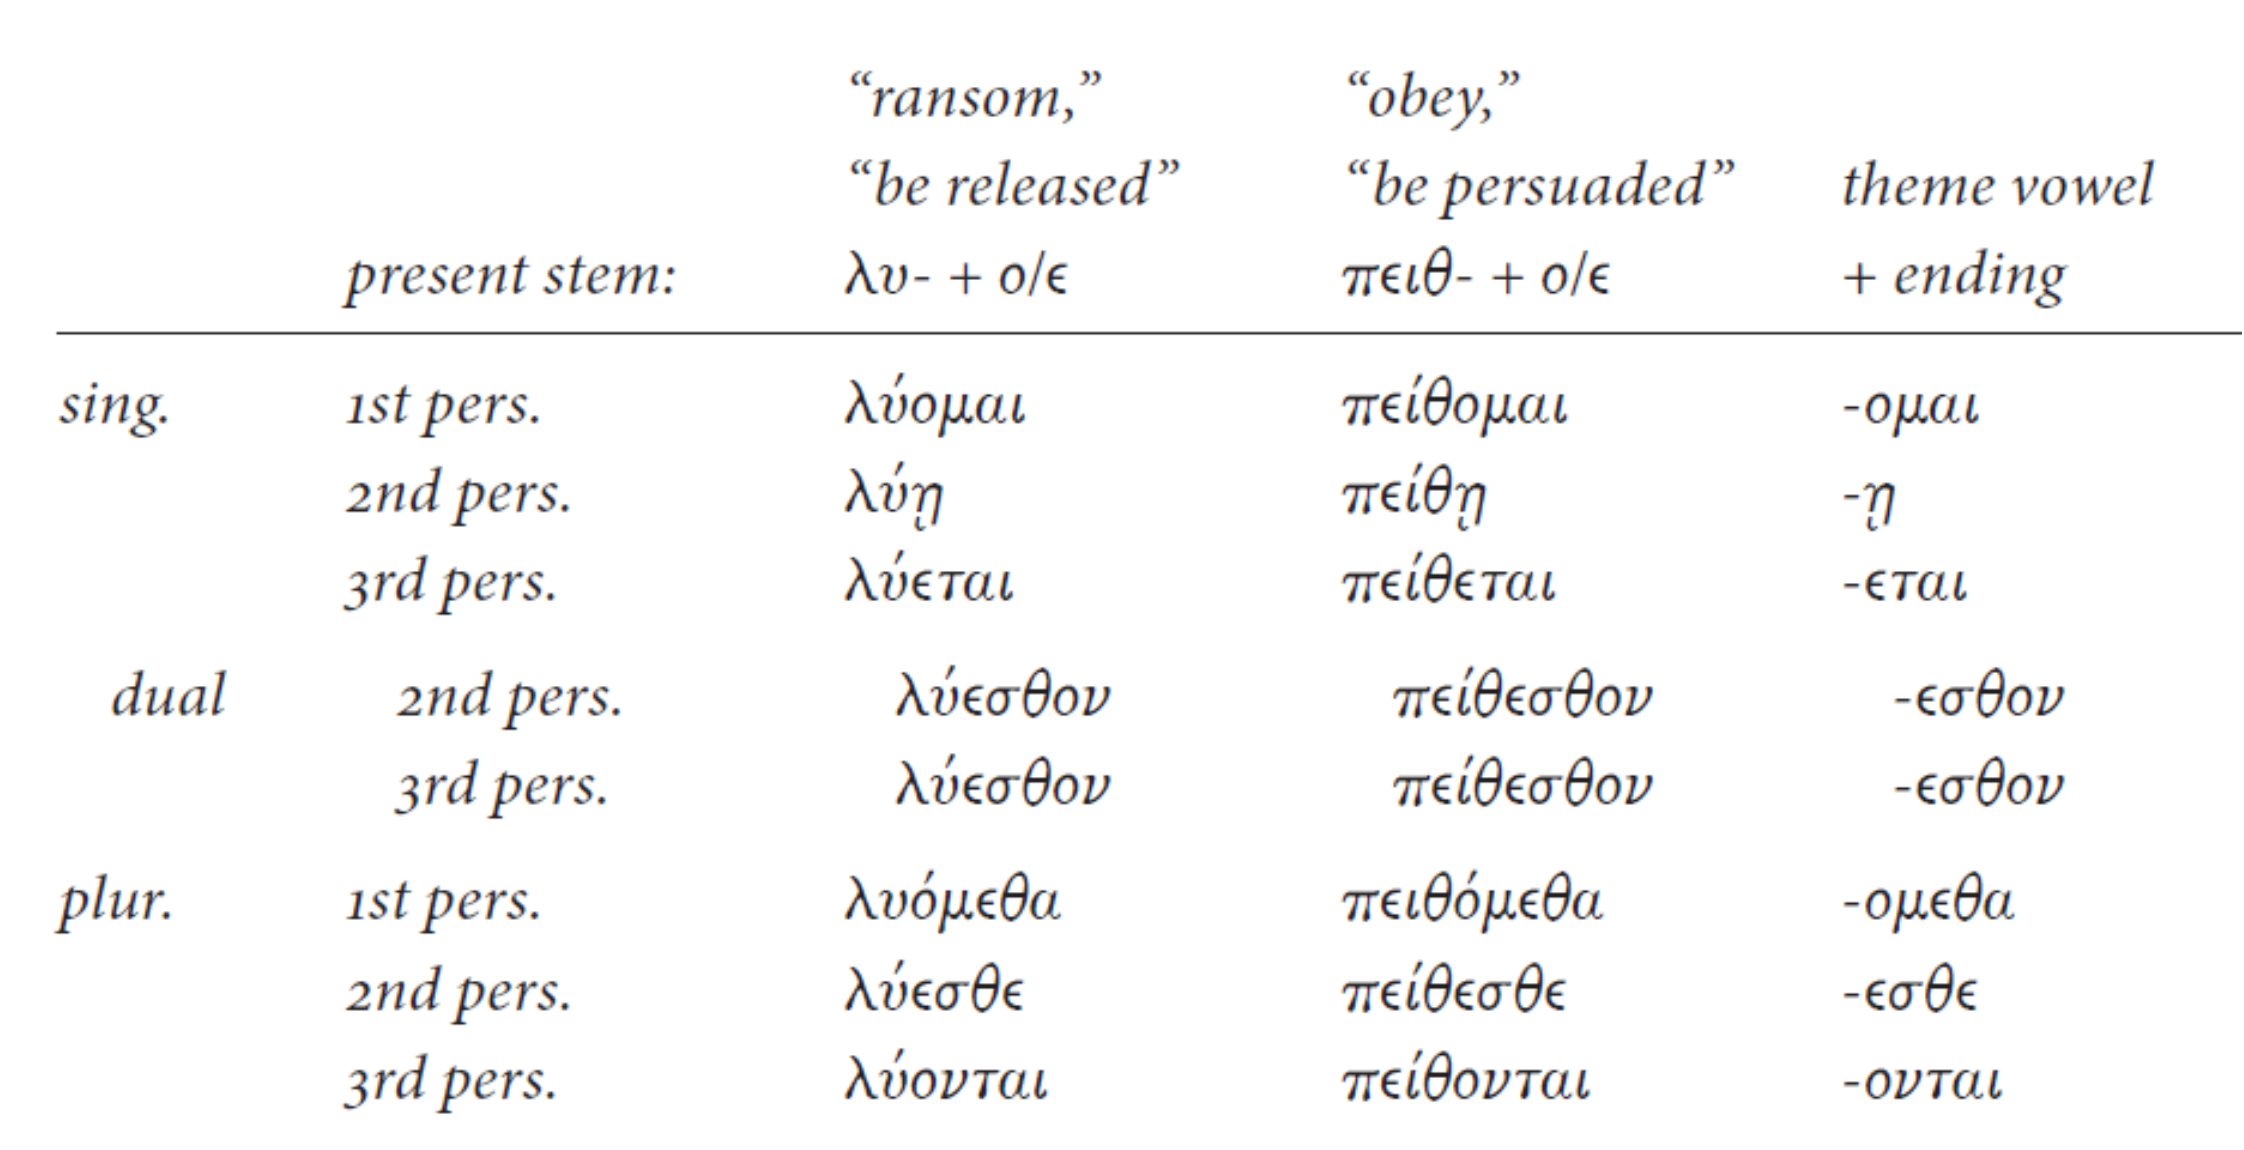 “ransom,” “obey,”
“be released” “be persuaded” theme vowel
present stem: λυ- + ο/ε πειθ- + ο/ε + ending
sing. 1st pers. λύομαι πείθομαι -ομαι
2nd pers. λύῃ πείθῃ -ῃ
3rd pers. λύεται πείθεται -εται
dual 2nd pers. λύεσθον πείθεσθον -εσθον
3rd pers. λύεσθον πείθεσθον -εσθον
plur. 1st pers. λυόμεθα πειθόμεθα -ομεθα
2nd pers. λύεσθε πείθεσθε -εσθε
3rd pers. λύονται πείθονται -ονται